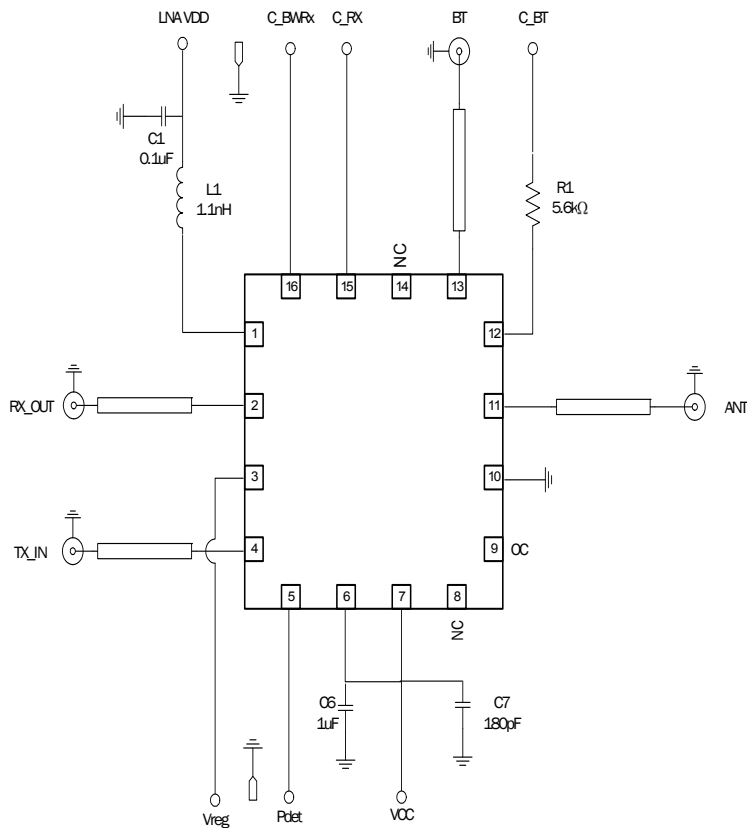 LNA VDD
C_BWRx
C_RX
BT
C_BT
C1
0.1uF
L1
1.1nH
R1
5.6kΩ
NC
16
15
14
13
1
12
RX_OUT
2
11
ANT
3
10
TX_IN
4
9
OC
5
6
7
8
NC
C6
1uF
C7
180pF
Vreg
Pdet
VCC